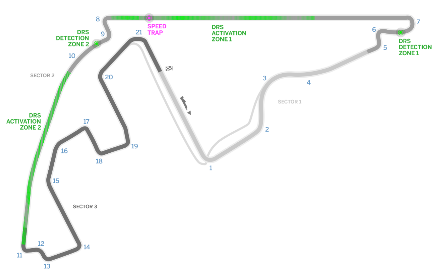 8
DRS
DETECTION
ZONE 2
9
10
21
SPEED
TRAP
DRS
ACTIVATION
ZONE 1
6
7
5
DRS
DETECTION
ZONE 1
SECTOR 2
20
3
4
SECTOR 1
DRS
ACTIVATION
ZONE 2
17
2
16
18
19
1
15
SECTOR 3
12
11
13
14